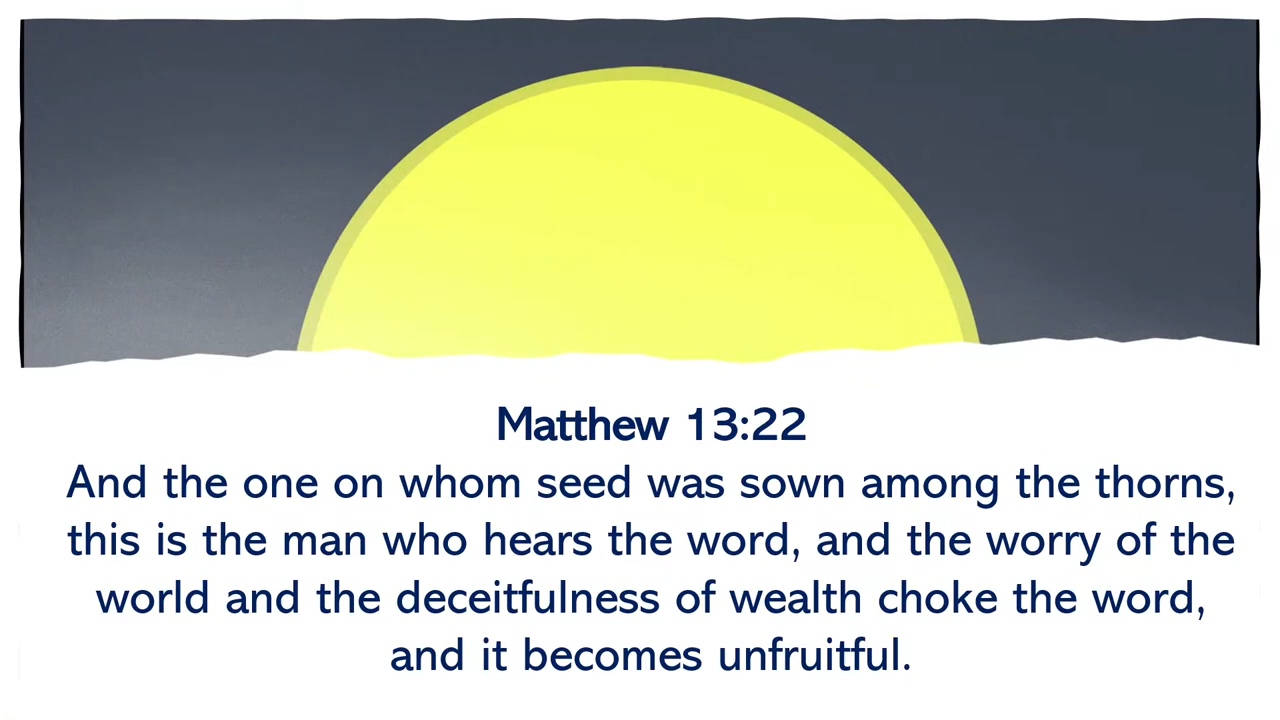 Matthew 13:22
And the one on whom seed was sown among the thorns,
this is the man who hears the word, and the worry of the
world and the deceitfulness of wealth choke the word,
and it becomes unfruitful.